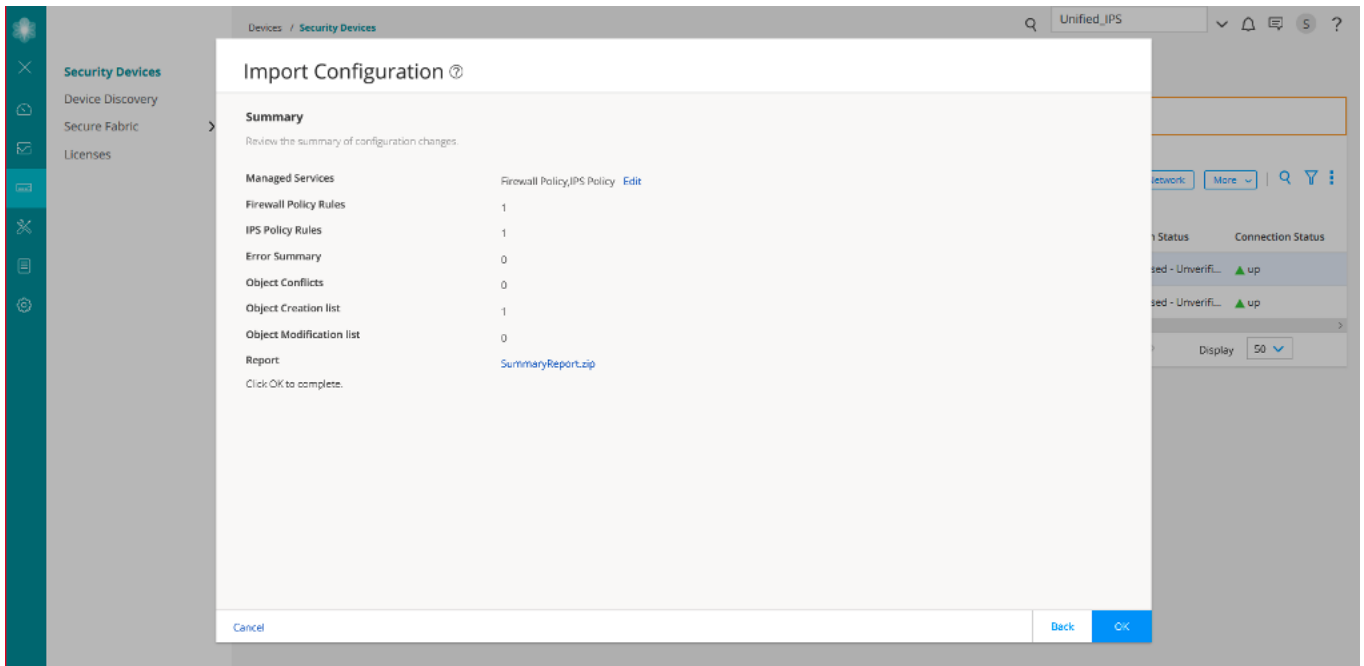 Devices / Security Devices
Unified_IPS
S
?
Security Devices
Device Discovery
Secure Fabric
Licenses
Import Configuration ?
Summary
Review the summary of configuration changes.
Managed Services Firewall Policy,IPS Policy Edit
Firewall Policy Rules 1
IPS Policy Rules 1
Error Summary 0
Object Conflicts 0
Object Creation list 1
Object Modification list 0
Report SummaryReport.zip
Click OK to complete.
Cancel Back OK
Network More
n Status Connection Status
sed - Unverifi... up
sed - Unverifi... up
Display 50